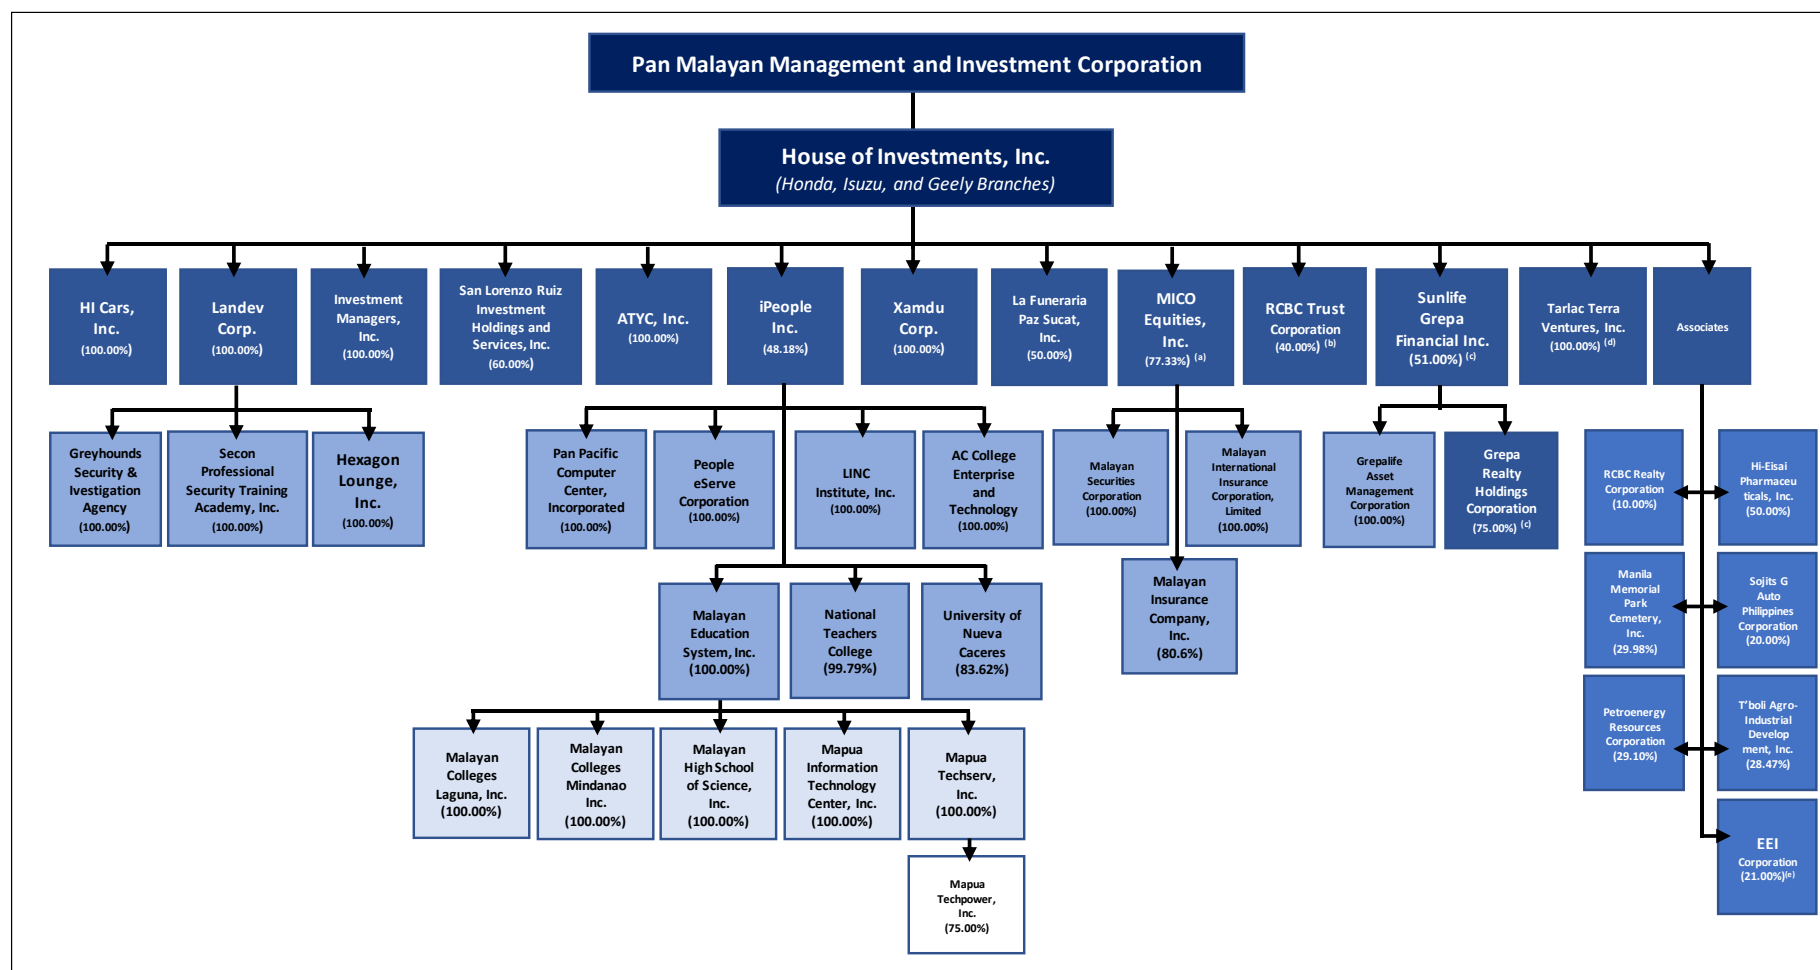 Pan Malayan Management and Investment Corporation
House of Investments, Inc.
(Honda, Isuzu, and Geely Branches)
HI Cars,
Inc.
(100.00%)
Landev
Corp.
(100.00%)
Investment
Managers,
Inc.
(100.00%)
San Lorenzo Ruiz
Investment
Holdings and
Services, Inc.
(60.00%)
ATYC, Inc.
(100.00%)
iPeople
Inc.
(48.18%)
Xamdu
Corp.
(100.00%)
La Funeraria
Paz Sucat,
Inc.
(50.00%)
MICO
Equities,
Inc.
(77.33%) (a)
RCBC Trust
Corporation
(40.00%) (b)
Sunlife
Grepa
Financial Inc.
(51.00%) (c)
Tarlac Terra
Ventures, Inc.
(100.00%) (d)
Associates
Greyhounds
Security &
Ivestigation
Agency
(100.00%)
Secon
Professional
Security Training
Academy, Inc.
(100.00%)
Hexagon
Lounge,
Inc.
(100.00%)
Pan Pacific
Computer
Center,
Incorporated
(100.00%)
People
eServe
Corporation
(100.00%)
LINC
Institute, Inc.
(100.00%)
AC College
Enterprise
and
Technology
(100.00%)
Malayan
Securities
Corporation
(100.00%)
Malayan
International
Insurance
Corporation,
Limited
(100.00%)
Grepalife
Asset
Management
Corporation
(100.00%)
Grepa
Realty
Holdings
Corporation
(75.00%) (c)
RCBC Realty
Corporation
(10.00%)
Hi-Eisai
Pharmaceu
ticals, Inc.
(50.00%)
Malayan
Education
System, Inc.
(100.00%)
National
Teachers
College
(99.79%)
University of
Nueva
Caceres
(83.62%)
Malayan
Insurance
Company,
Inc.
(80.6%)
Manila
Memorial
Park
Cemetery,
Inc.
(29.98%)
Sojits G
Auto
Philippines
Corporation
(20.00%)
Malayan
Colleges
Laguna, Inc.
(100.00%)
Malayan
Colleges
Mindanao
Inc.
(100.00%)
Malayan
High School
of Science,
Inc.
(100.00%)
Mapua
Information
Technology
Center, Inc.
(100.00%)
Mapua
Techserv,
Inc.
(100.00%)
Petroenergy
Resources
Corporation
(29.10%)
T'boli Agro-
Industrial
Develop
ment, Inc.
(28.47%)
Mapua
Techpower,
Inc.
(75.00%)
EEI
Corporation
(21.00%)(e)